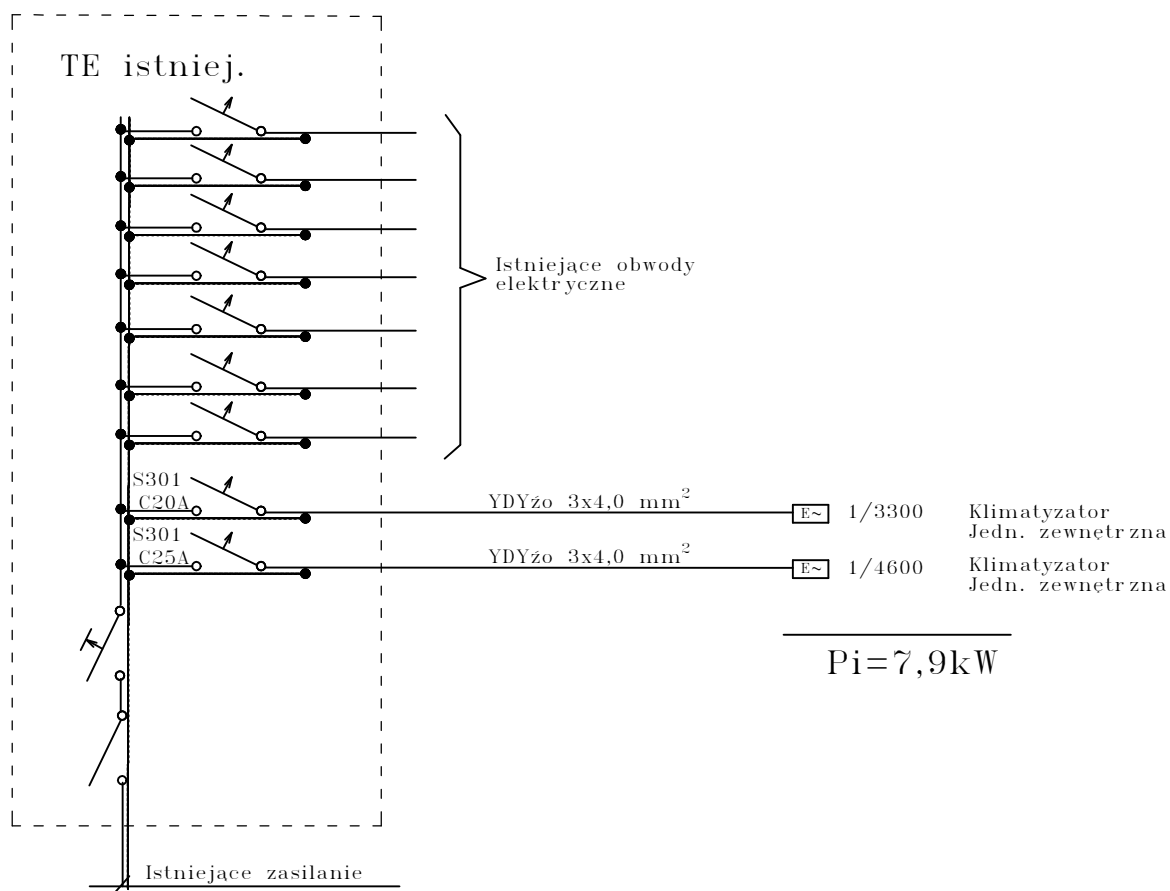 TE istniej.
Istniejące obwody
elektryczne
S301
C20A
YDYżo 3x4,0 mm²
E~
1/3300
Klimatyzator
Jedn. zewnętrzna
S301
C25A
YDYżo 3x4,0 mm²
E~
1/4600
Klimatyzator
Jedn. zewnętrzna
Pi=7,9kW
Istniejące zasilanie